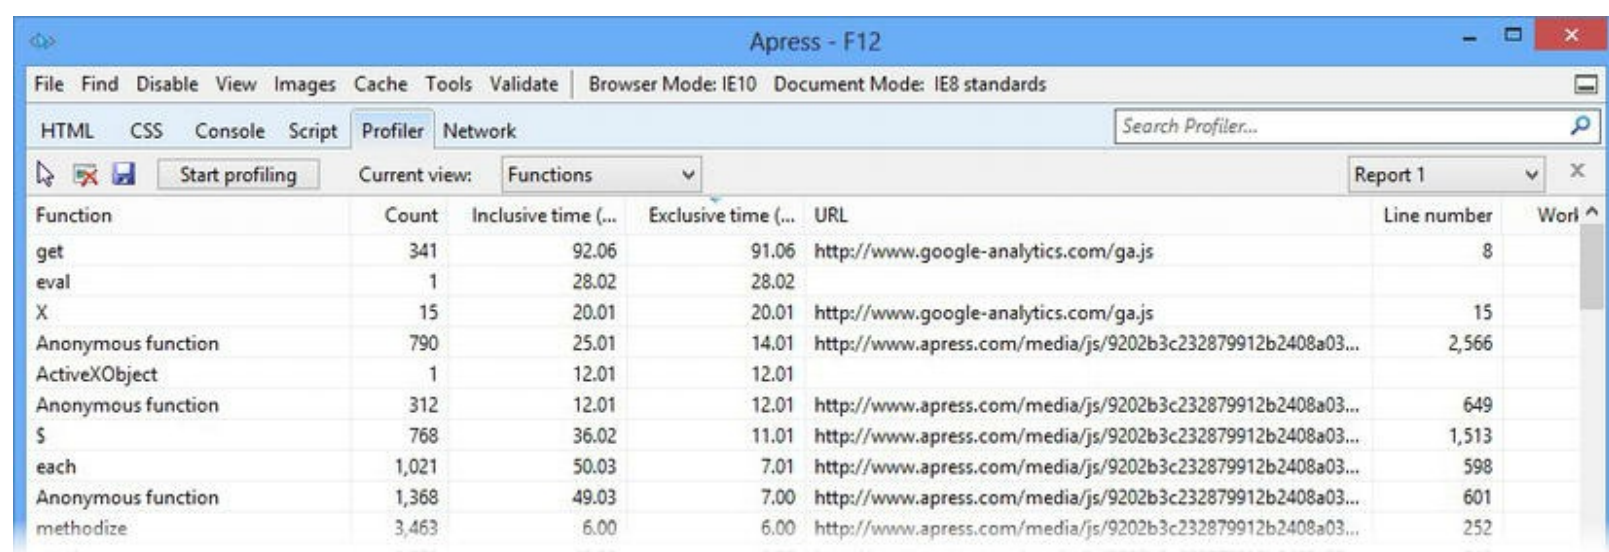 Apress - F12
File Find Disable View Images Cache Tools Validate Browser Mode: IE10 Document Mode: IE8 standards
HTML CSS Console Script Profiler Network Search Profiler...
Start profiling Current view: Functions Report 1
Function Count Inclusive time (... Exclusive time (... URL Line number Work
get 341 92.06 91.06 http://www.google-analytics.com/ga.js 8
eval 1 28.02 28.02
X 15 20.01 20.01 http://www.google-analytics.com/ga.js 15
Anonymous function 790 25.01 14.01 http://www.apress.com/media/js/9202b3c232879912b2408a03... 2,566
ActiveXObject 1 12.01 12.01
Anonymous function 312 12.01 12.01 http://www.apress.com/media/js/9202b3c232879912b2408a03... 649
$ 768 36.02 11.01 http://www.apress.com/media/js/9202b3c232879912b2408a03... 1,513
each 1,021 50.03 7.01 http://www.apress.com/media/js/9202b3c232879912b2408a03... 598
Anonymous function 1,368 49.03 7.00 http://www.apress.com/media/js/9202b3c232879912b2408a03... 601
methodize 3,463 6.00 6.00 http://www.apress.com/media/js/9202b3c232879912b2408a03... 252